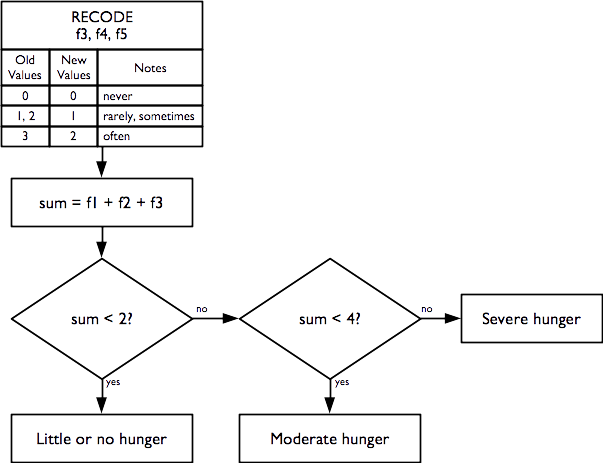 RECODE
f3, f4, f5
Old Values
New Values
Notes
0 0 never
1, 2 1 rarely, sometimes
3 2 often
sum = f1 + f2 + f3
sum < 2?
no
sum < 4?
no
Severe hunger
yes
yes
Little or no hunger
Moderate hunger